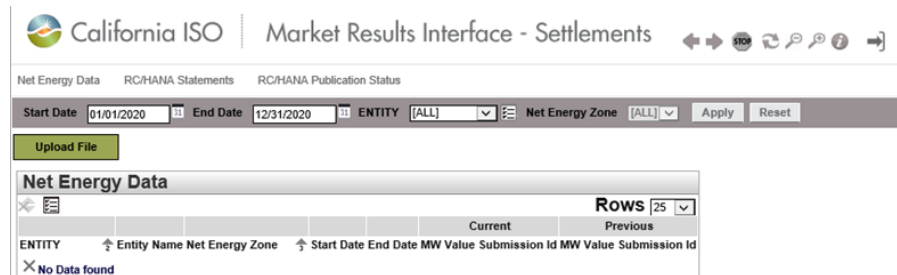 California ISO Market Results Interface - Settlements STOP
Net Energy Data RC/HANA Statements RC/HANA Publication Status
Start Date 01/01/2020 31 End Date 12/31/2020 31 ENTITY [ALL] Net Energy Zone [ALL] Apply Reset
Upload File
Net Energy Data
Rows 25
Current Previous
ENTITY 2 Entity Name Net Energy Zone 3 Start Date End Date MW Value Submission Id MW Value Submission Id
No Data found